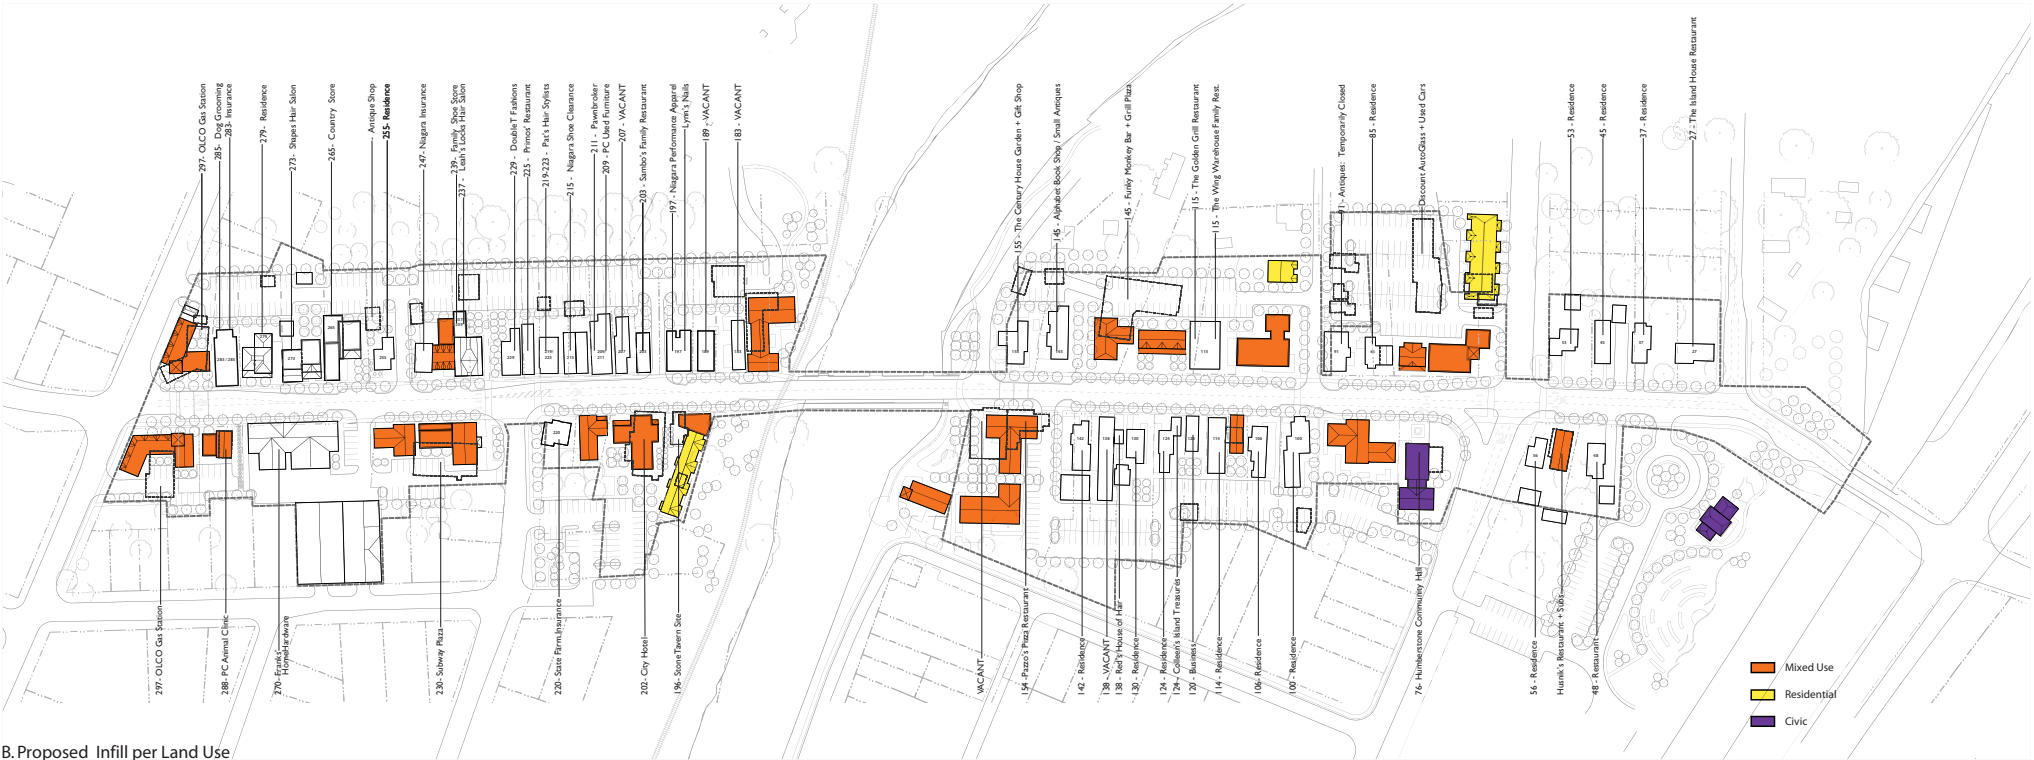 297- OLCO Gas Station
285- Dog Grooming
283- Insurance
279 - Residence
273- Shapes Hair Salon
265 - Country Store
Antique Shop
255- Residence
247- Niagara Insurance
239- Family Shoe Store
237 - Leah's Locks Hair Salon
229 - Double T Fashions
225 - Primos' Restaurant
219-223 - Pat's Hair Stylists
215 - Niagara Shoe Clearance
211 - Pawnbroker
209 - PC Used Furniture
207 - VACANT
203 - Sambo's Family Restaurant
197 - Niagara Performance Apparel
Lynn's Nails
189 - VACANT
183 - VACANT
155 - The Century House Garden + Gift Shop
145 - Alphabet Book Shop / Small Antiques
145 - Funky Monkey Bar + Grill Plaza
115 - The Golden Grill Restaurant
115 - The Wing Warehouse Family Rest.
91 - Antiques: Temporarily Closed
85 - Residence
Discount AutoGlass + Used Cars
53 - Residence
45 - Residence
37 - Residence
27 - The Island House Restaurant
297 - OLCO Gas Station
288- PC Animal Clinic
270 - Franks
HomeHardware
230- Subway Plaza
220 - State Farm Insurance
202- City Hotel
196- Stone Tavern Site
VACANT
154 - Pazzo's Pizza Restaurant
142 - Residence
138 - VACANT
138 - Red's House of Hair
130 - Residence
124 - Residence
124 - Colleen's Island Treasures
120 - Business
114 - Residence
106- Residence
100 - Residence
76- Humberstone Community Hall
56 - Residence
Husnik's Restaurant + Subs
48 - Restaurant
Mixed Use
Residential
Civic
B. Proposed Infill per Land Use